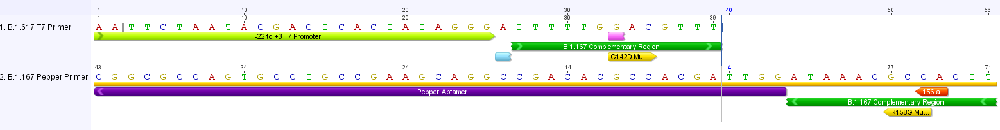 1 10 20 30 39 40 50 56
1. B.1.617 T7 Primer A A T T C T A A T A C G A C T C A C T A T A G G G A T T T T T G G A C G T T T
-22 to +3 T7 Promoter
B.1.167 Complementary Region
G142D Mu...
43 34 24 14 4 77 71
2. B.1.167 Pepper Primer C G G C G C C A G T G C C T G C C G A A G C A G G C C G A C A C G C C A C G A T T G G A T A A A C G C C A C T T
Pepper Aptamer 156 a...
B.1.167 Complementary Region
R158G Mu...